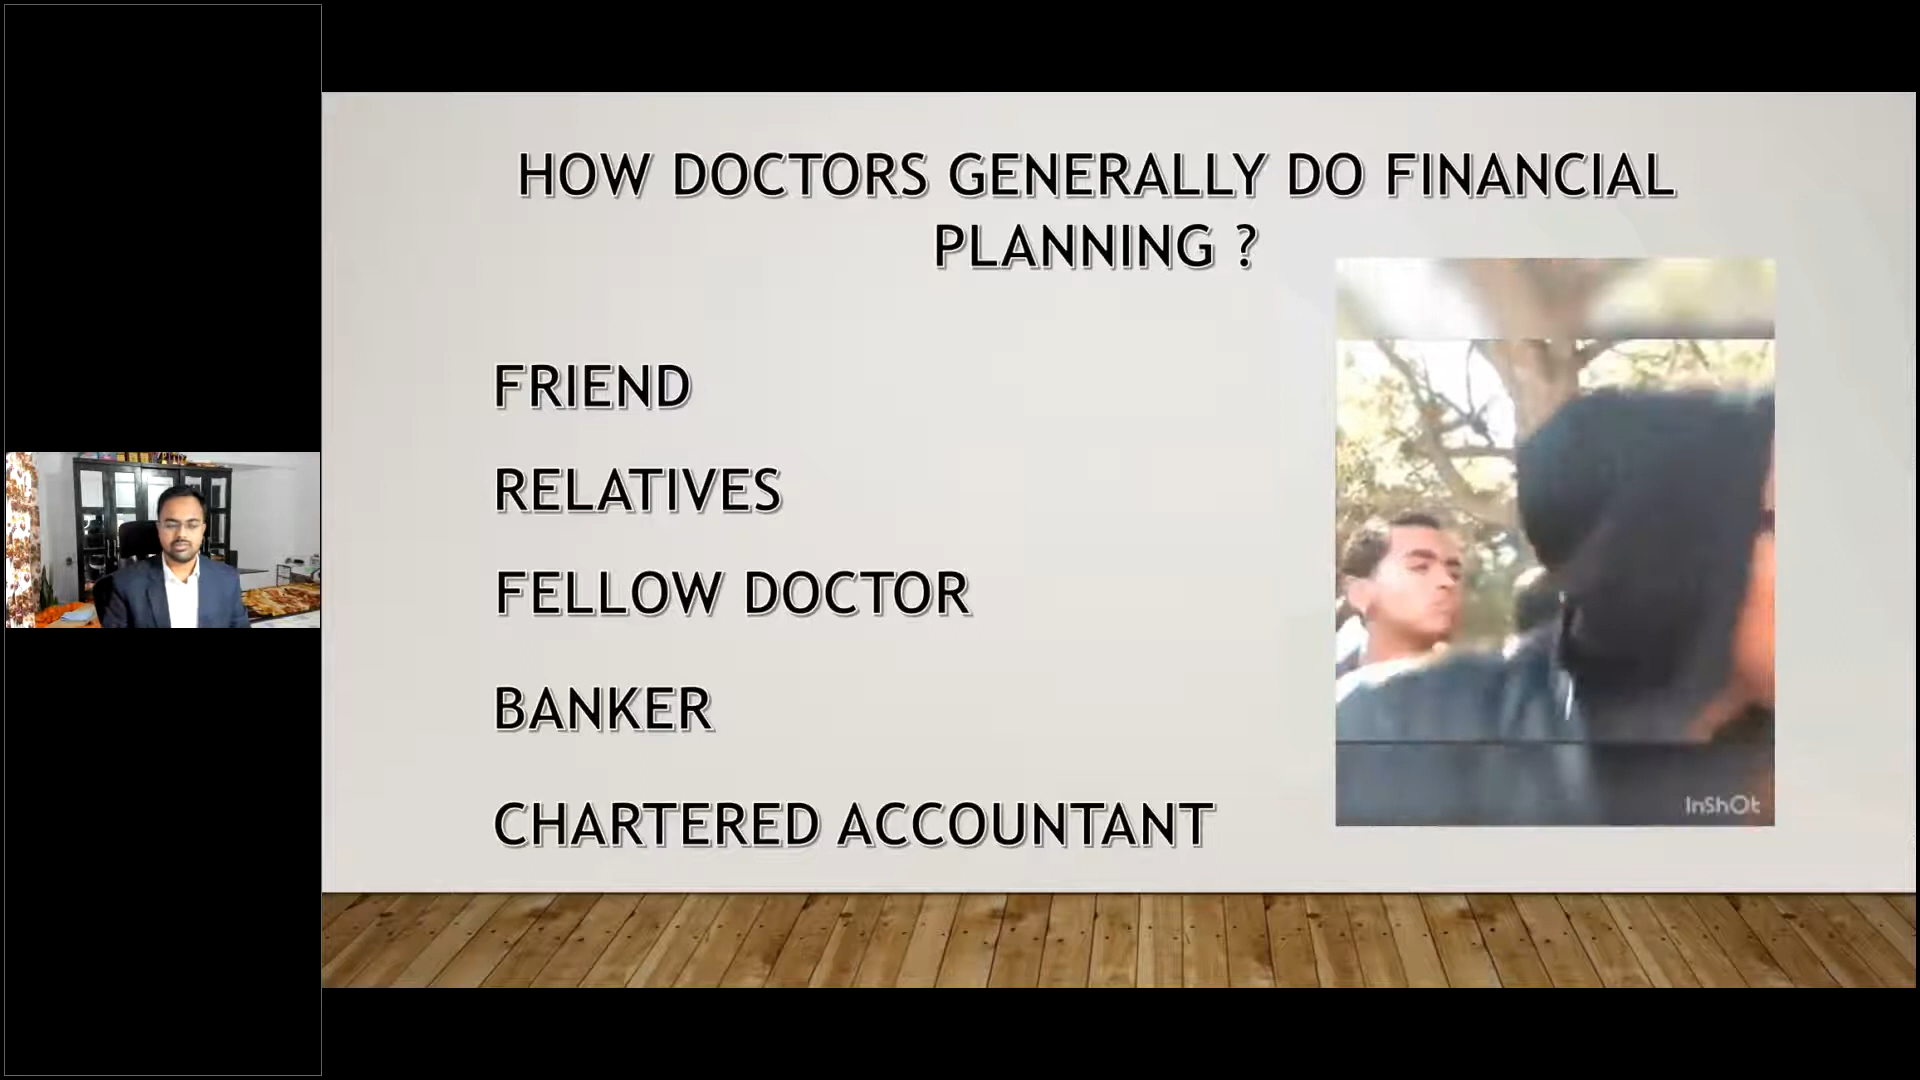 HOW DOCTORS GENERALLY DO FINANCIAL
PLANNING ?
FRIEND
RELATIVES
FELLOW DOCTOR
BANKER
CHARTERED ACCOUNTANT
InShOt